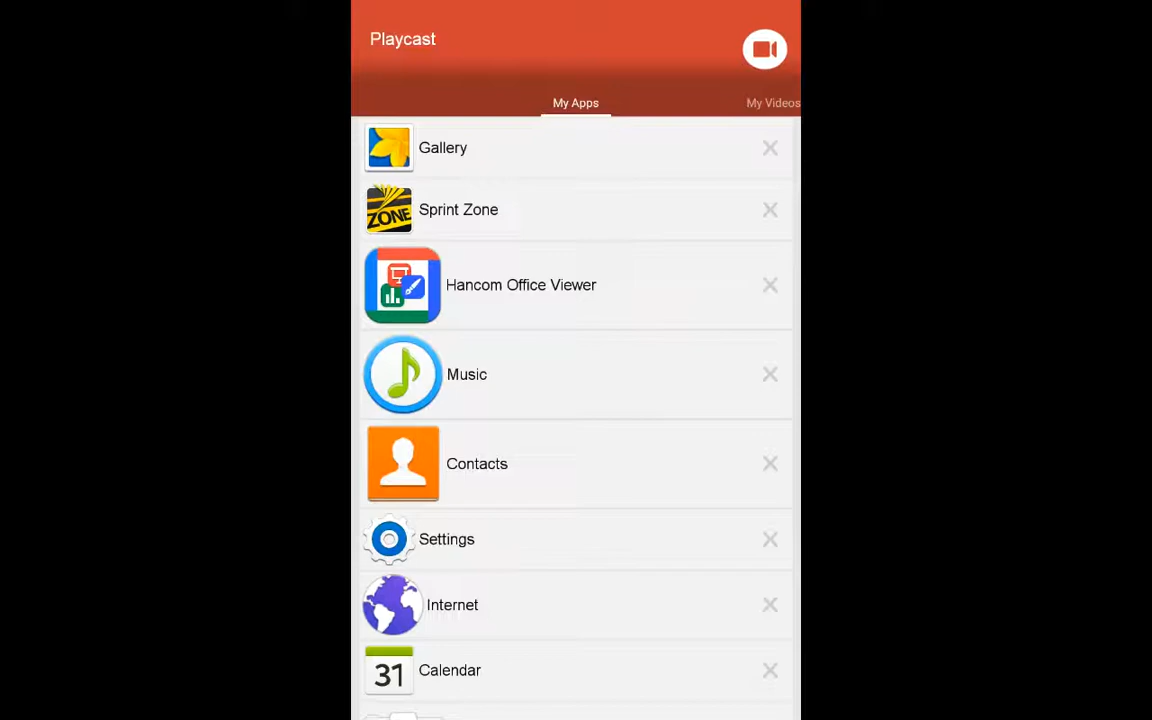 Playcast
My Apps
My Videos
Gallery
ZONE
Sprint Zone
Hancom Office Viewer
Music
Contacts
Settings
Internet
31
Calendar